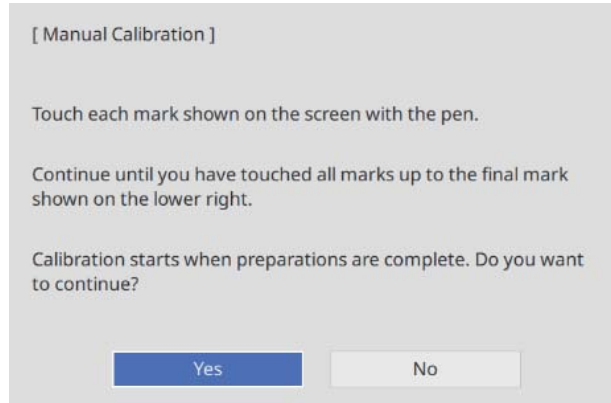 [ Manual Calibration ]
Touch each mark shown on the screen with the pen.
Continue until you have touched all marks up to the final mark
shown on the lower right.
Calibration starts when preparations are complete. Do you want
to continue?
Yes
No